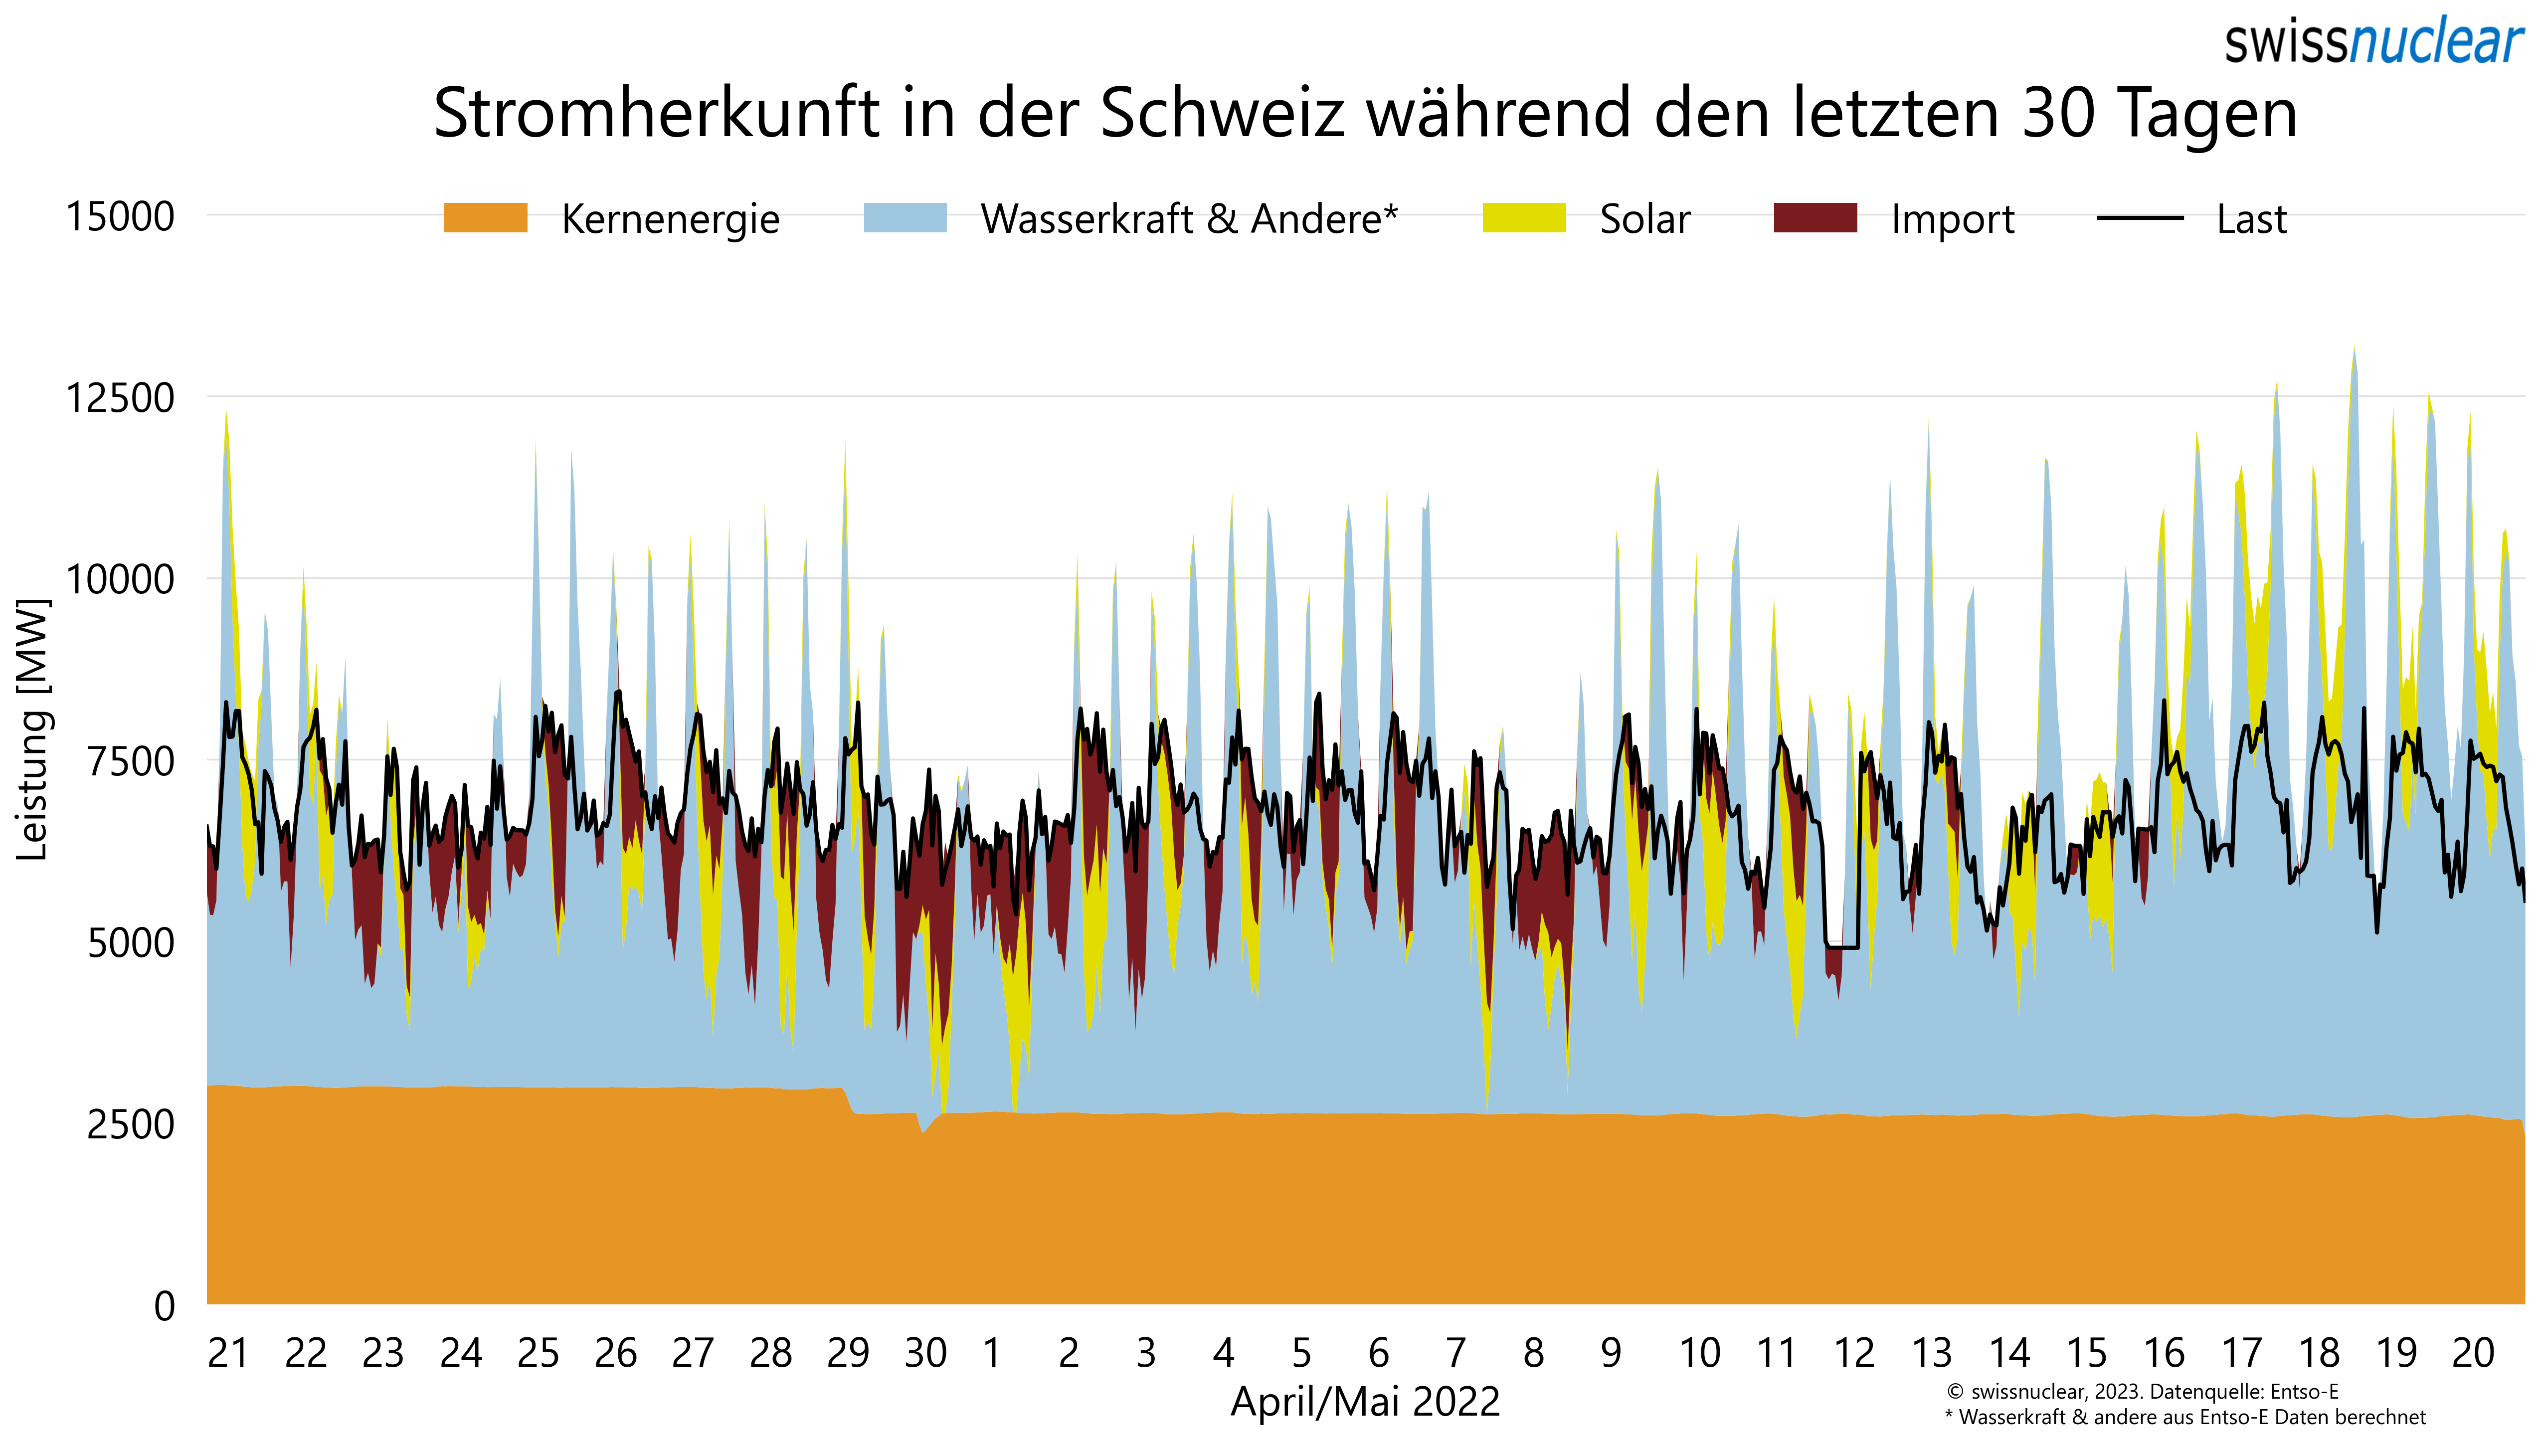 swissnuclear
Stromherkunft in der Schweiz während den letzten 30 Tagen
Kernenergie Wasserkraft & Andere* Solar Import Last
15000
12500
10000
7500
5000
2500
0
Leistung [MW]
21 22 23 24 25 26 27 28 29 30 1 2 3 4 5 6 7 8 9 10 11 12 13 14 15 16 17 18 19 20
April/Mai 2022
© swissnuclear, 2023. Datenquelle: Entso-E
* Wasserkraft & andere aus Entso-E Daten berechnet